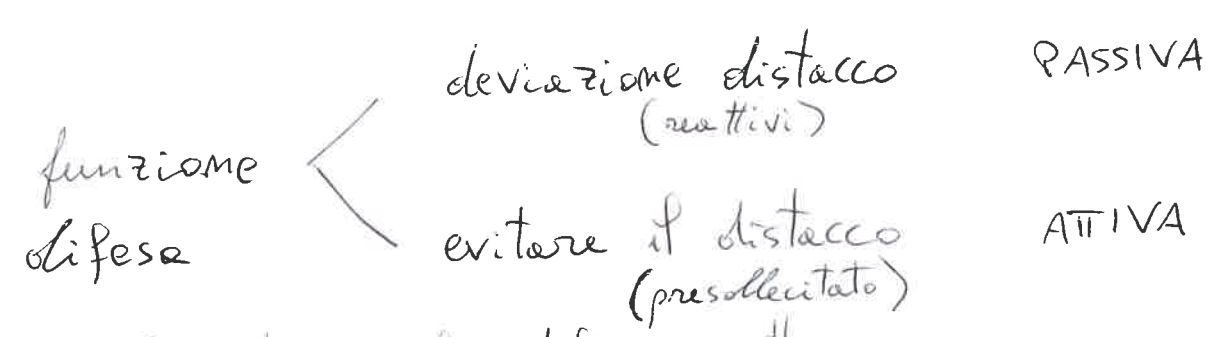 deviazione distacco PASSIVA
(reattivi)
funzione
difesa
evitare il distacco ATTIVA
(presollecitato)